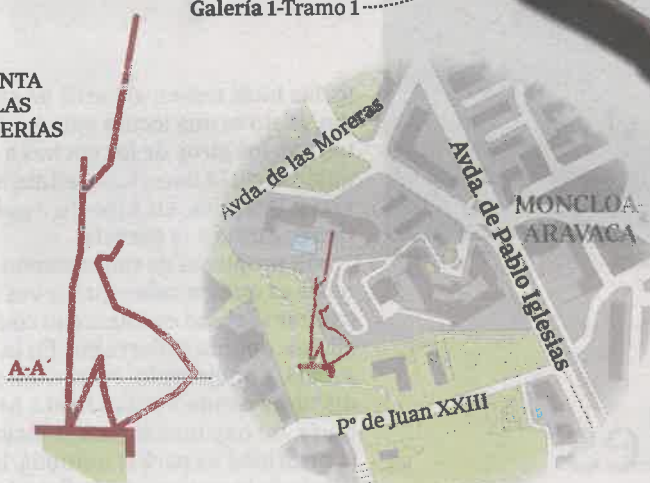 Galería 1-Tramo 1
NTA
LAS
ERÍAS
Avda. de las Moreras
Avda. de Pablo Iglesias
MONCLOA-
ARAVACA
A-A´
Pº de Juan XXIII